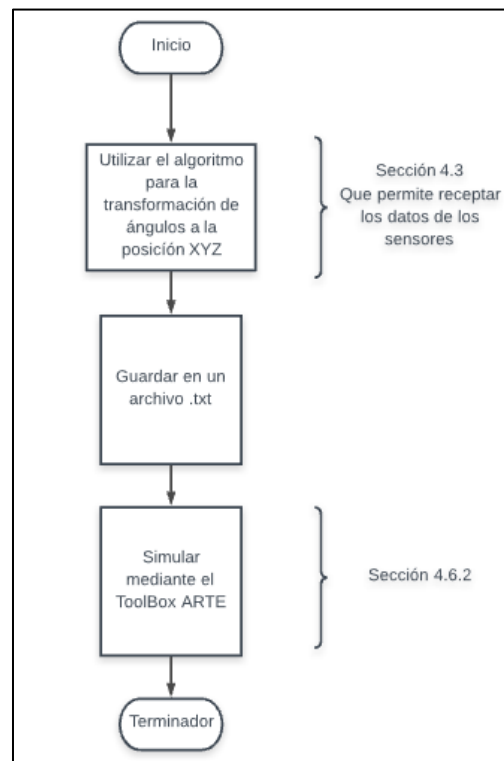 Inicio
Utilizar el algoritmo
para la
transformación de
ángulos a la
posición XYZ
Sección 4.3
Que permite receptar
los datos de los
sensores
Guardar en un
archivo .txt
Simular
mediante el
ToolBox ARTE
Sección 4.6.2
Terminador